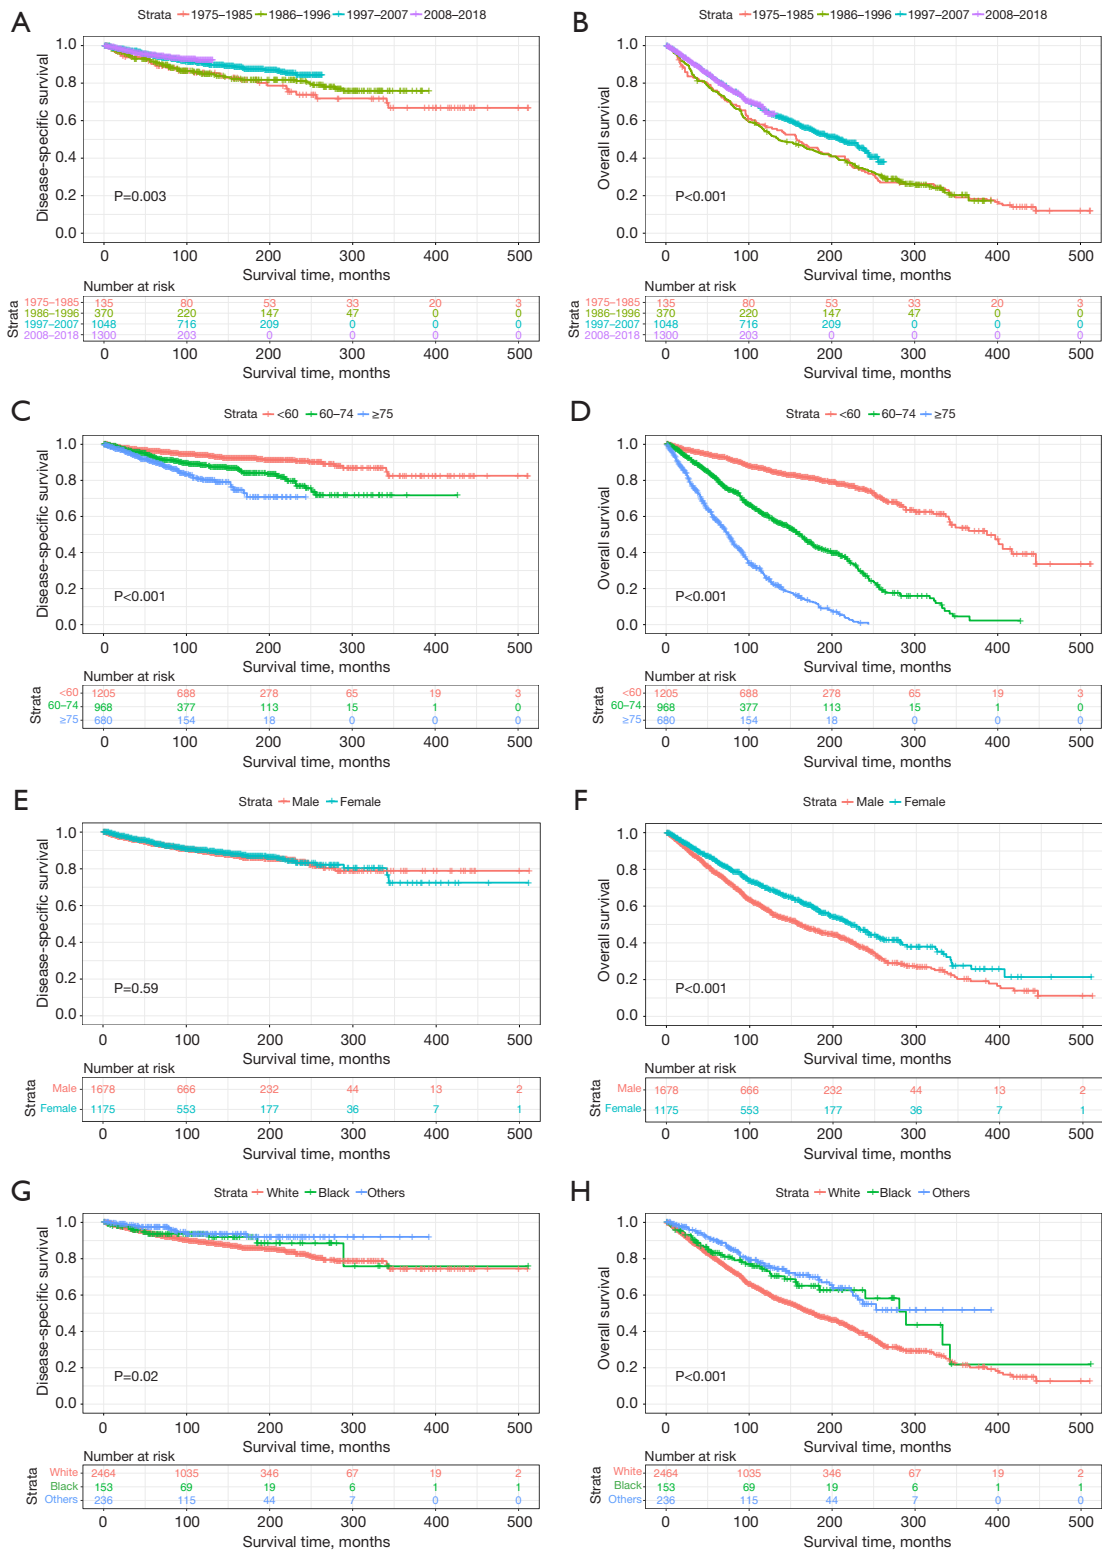 A
Strata 1975–1985 1986–1996 1997–2007 2008–2018
Disease-specific survival
1.0
0.8
0.6
0.4
0.2
0.0
P=0.003
0 100 200 300 400 500
Survival time, months
Number at risk
Strata
1975–1985 135 80 53 33 20 3
1986–1996 370 220 147 47 0 0
1997–2007 1048 716 209 0 0 0
2008–2018 1300 203 0 0 0 0
0 100 200 300 400 500
Survival time, months
B
Strata 1975–1985 1986–1996 1997–2007 2008–2018
Overall survival
1.0
0.8
0.6
0.4
0.2
0.0
P<0.001
0 100 200 300 400 500
Survival time, months
Number at risk
Strata
1975–1985 135 80 53 33 20 3
1986–1996 370 220 147 47 0 0
1997–2007 1048 716 209 0 0 0
2008–2018 1300 203 0 0 0 0
0 100 200 300 400 500
Survival time, months
C
Strata <60 60–74 ≥75
Disease-specific survival
1.0
0.8
0.6
0.4
0.2
0.0
P<0.001
0 100 200 300 400 500
Survival time, months
Number at risk
Strata
<60 1205 688 278 65 19 3
60–74 968 377 113 15 1 0
≥75 680 154 18 0 0 0
0 100 200 300 400 500
Survival time, months
D
Strata <60 60–74 ≥75
Overall survival
1.0
0.8
0.6
0.4
0.2
0.0
P<0.001
0 100 200 300 400 500
Survival time, months
Number at risk
Strata
<60 1205 688 278 65 19 3
60–74 968 377 113 15 1 0
≥75 680 154 18 0 0 0
0 100 200 300 400 500
Survival time, months
E
Strata Male Female
Disease-specific survival
1.0
0.8
0.6
0.4
0.2
0.0
P=0.59
0 100 200 300 400 500
Survival time, months
Number at risk
Strata
Male 1678 666 232 44 13 2
Female 1175 553 177 36 7 1
0 100 200 300 400 500
Survival time, months
F
Strata Male Female
Overall survival
1.0
0.8
0.6
0.4
0.2
0.0
P<0.001
0 100 200 300 400 500
Survival time, months
Number at risk
Strata
Male 1678 666 232 44 13 2
Female 1175 553 177 36 7 1
0 100 200 300 400 500
Survival time, months
G
Strata White Black Others
Disease-specific survival
1.0
0.8
0.6
0.4
0.2
0.0
P=0.02
0 100 200 300 400 500
Survival time, months
Number at risk
Strata
White 2464 1035 346 67 19 2
Black 153 69 19 6 1 1
Others 236 115 44 7 0 0
0 100 200 300 400 500
Survival time, months
H
Strata White Black Others
Overall survival
1.0
0.8
0.6
0.4
0.2
0.0
P<0.001
0 100 200 300 400 500
Survival time, months
Number at risk
Strata
White 2464 1035 346 67 19 2
Black 153 69 19 6 1 1
Others 236 115 44 7 0 0
0 100 200 300 400 500
Survival time, months